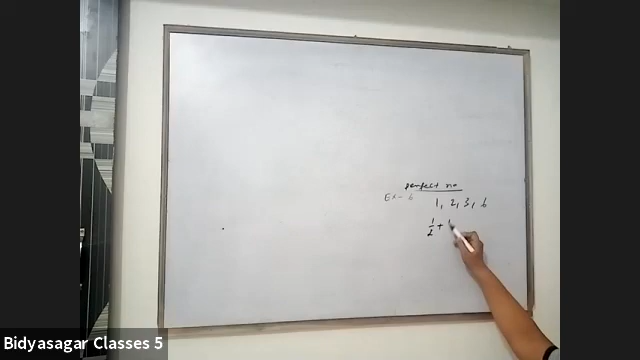 perfect no
Ex- 6 1, 2, 3, 6
1/2 +
Bidyasagar Classes 5